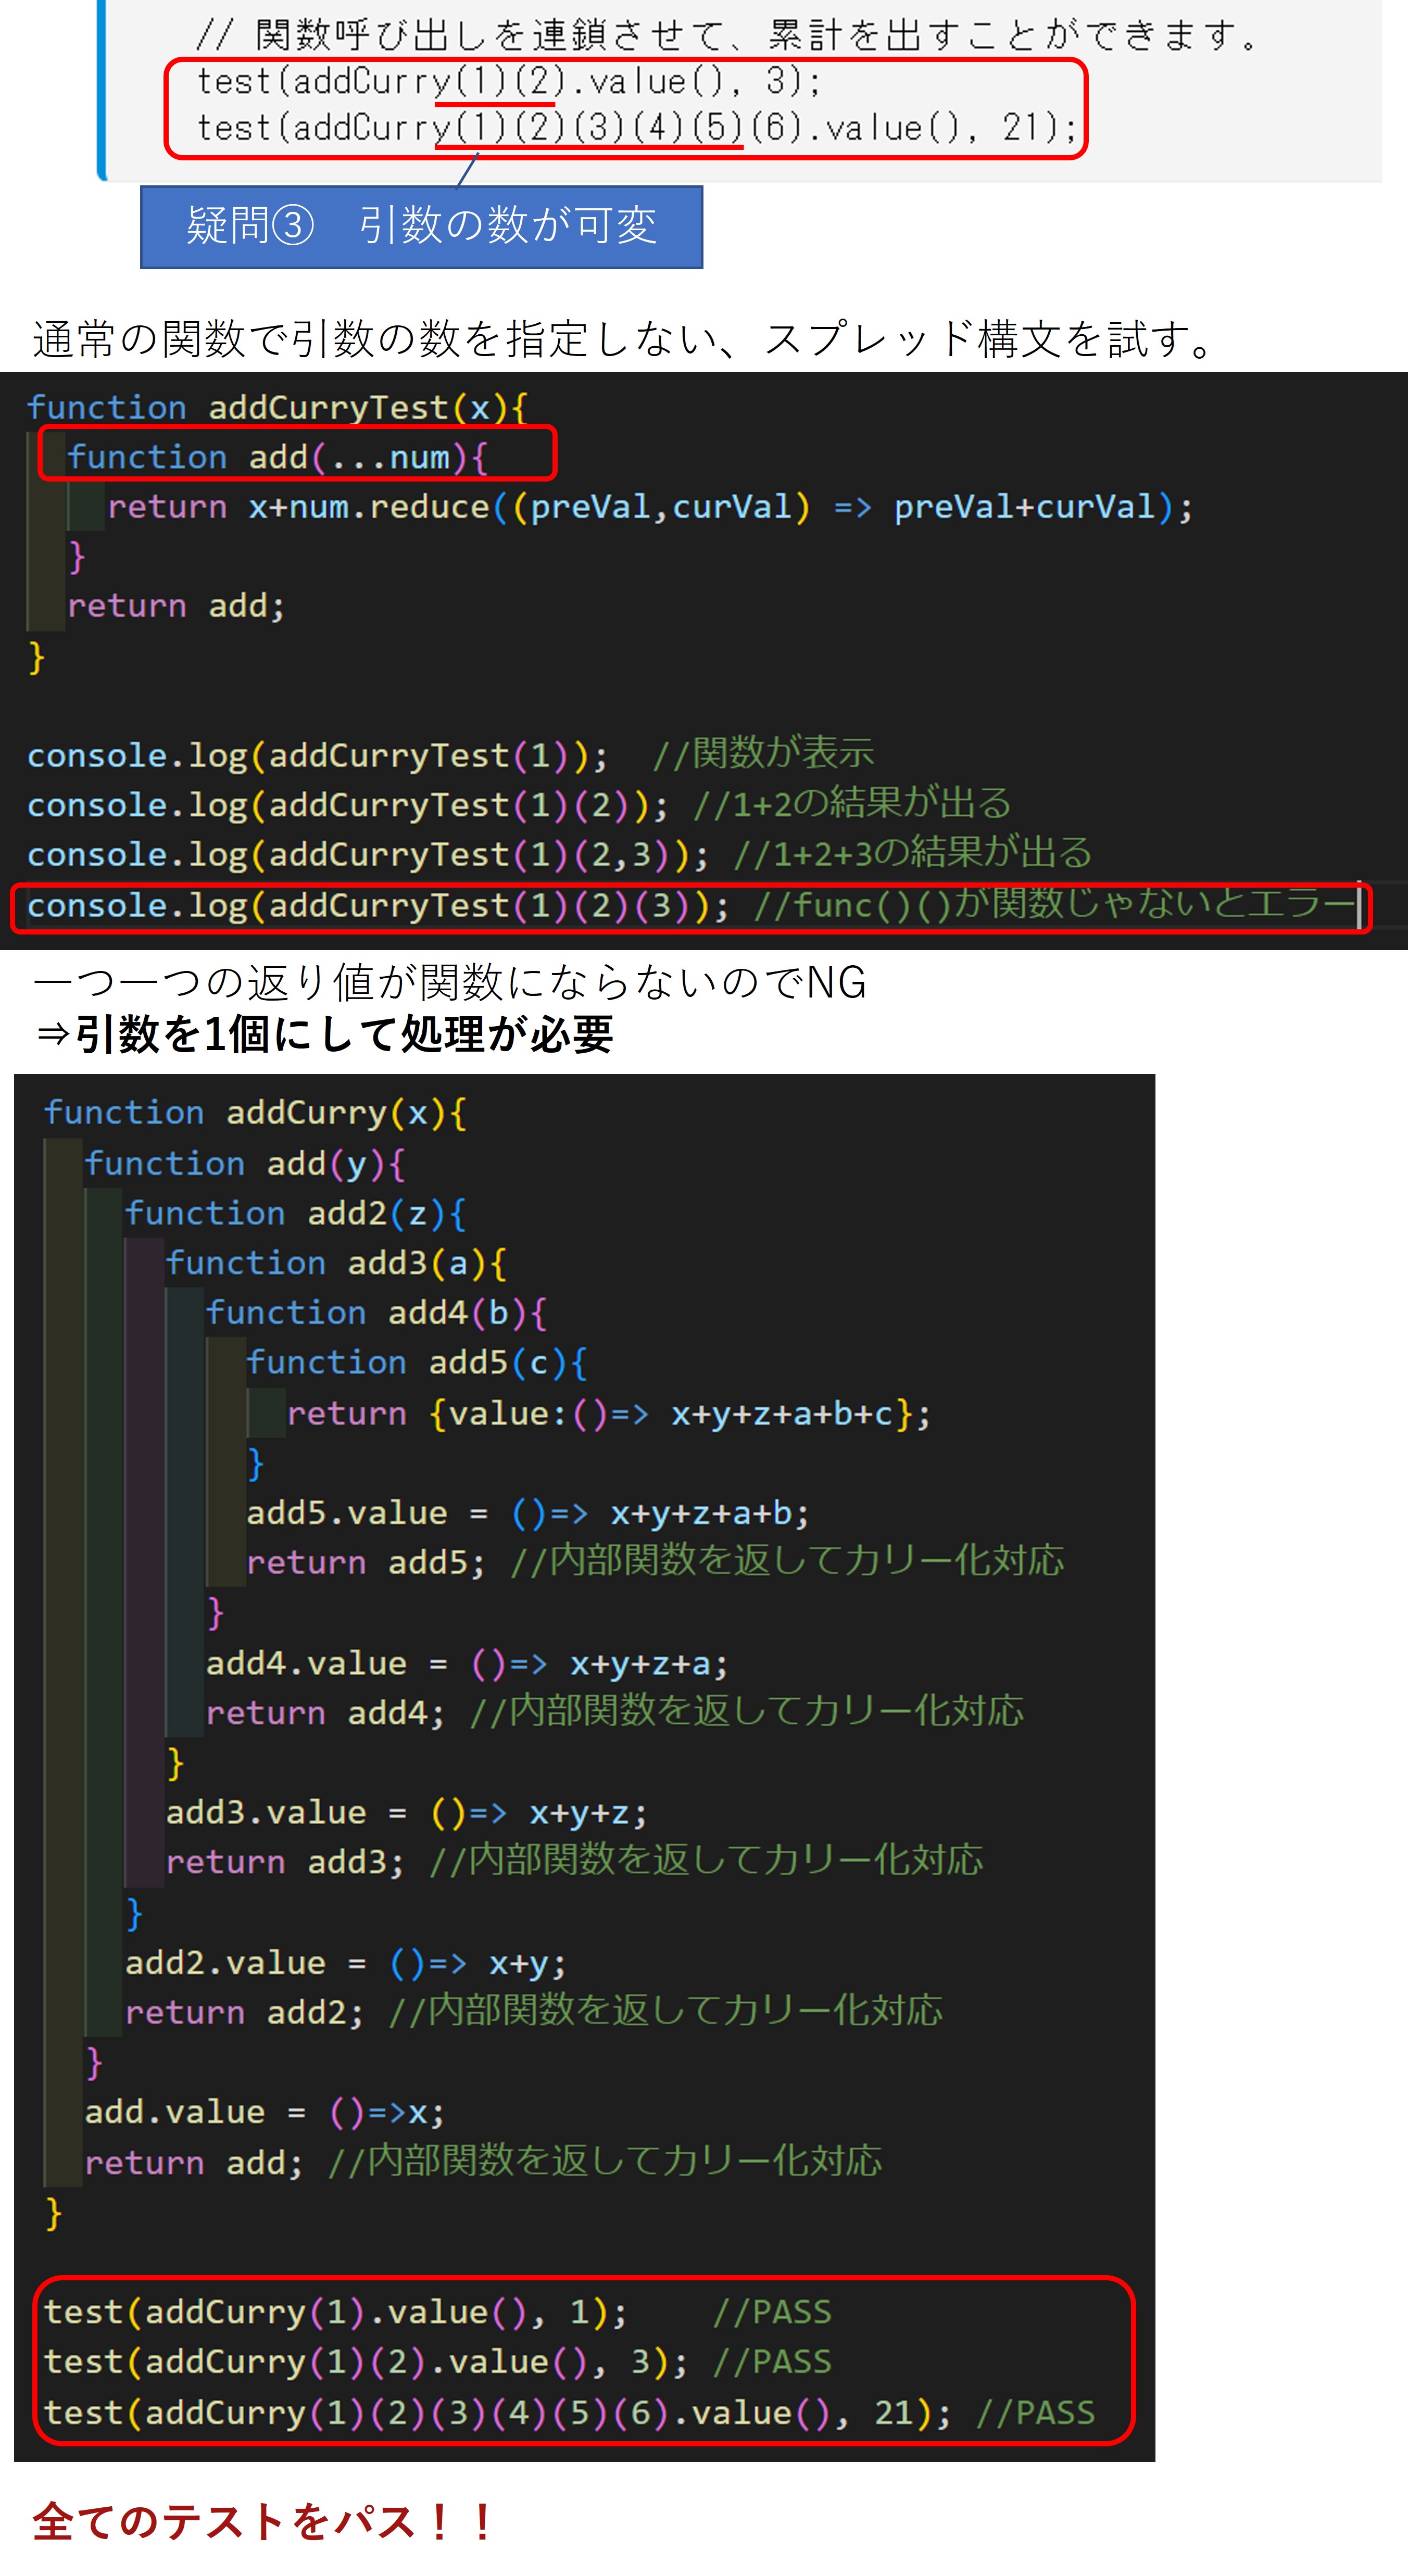 // 関数呼び出しを連鎖させて、累計を出すことができます。
test(addCurry(1)(2).value(), 3);
test(addCurry(1)(2)(3)(4)(5)(6).value(), 21);
疑問③　引数の数が可変
通常の関数で引数の数を指定しない、スプレッド構文を試す。
function addCurryTest(x){
function add(...num){
return x+num.reduce((preVal,curVal) => preVal+curVal);
}
return add;
}
console.log(addCurryTest(1)); //関数が表示
console.log(addCurryTest(1)(2)); //1+2の結果が出る
console.log(addCurryTest(1)(2,3)); //1+2+3の結果が出る
console.log(addCurryTest(1)(2)(3)); //func()()が関数じゃないとエラー
一つ一つの返り値が関数にならないのでNG
⇒引数を1個にして処理が必要
function addCurry(x){
function add(y){
function add2(z){
function add3(a){
function add4(b){
function add5(c){
return {value:()=> x+y+z+a+b+c};
}
add5.value = ()=> x+y+z+a+b;
return add5; //内部関数を返してカリー化対応
}
add4.value = ()=> x+y+z+a;
return add4; //内部関数を返してカリー化対応
}
add3.value = ()=> x+y+z;
return add3; //内部関数を返してカリー化対応
}
add2.value = ()=> x+y;
return add2; //内部関数を返してカリー化対応
}
add.value = ()=>x;
return add; //内部関数を返してカリー化対応
}
test(addCurry(1).value(), 1); //PASS
test(addCurry(1)(2).value(), 3); //PASS
test(addCurry(1)(2)(3)(4)(5)(6).value(), 21); //PASS
全てのテストをパス！！